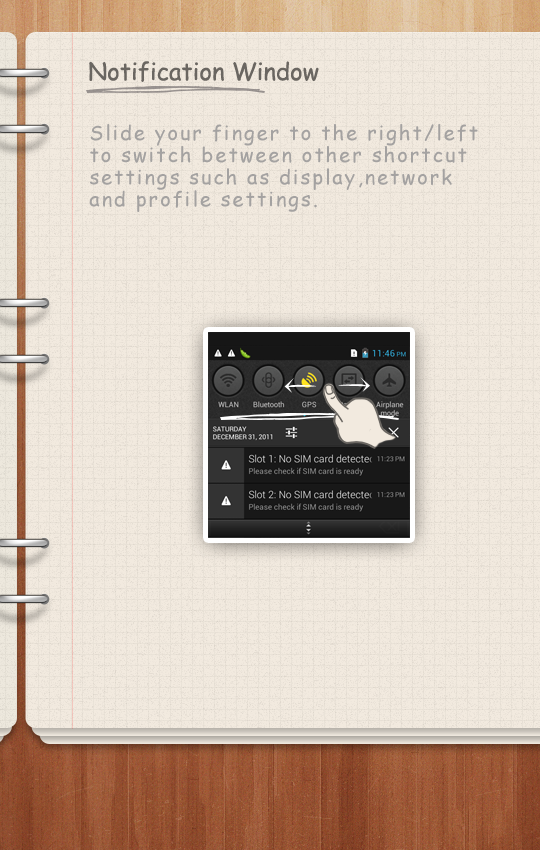 Notification Window
Slide your finger to the right/left
to switch between other shortcut
settings such as display,network
and profile settings.
11:46 PM
WLAN Bluetooth GPS Airplane
mode
SATURDAY
DECEMBER 31, 2011
Slot 1: No SIM card detected 11:23 PM
Please check if SIM card is ready
Slot 2: No SIM card detected 11:23 PM
Please check if SIM card is ready